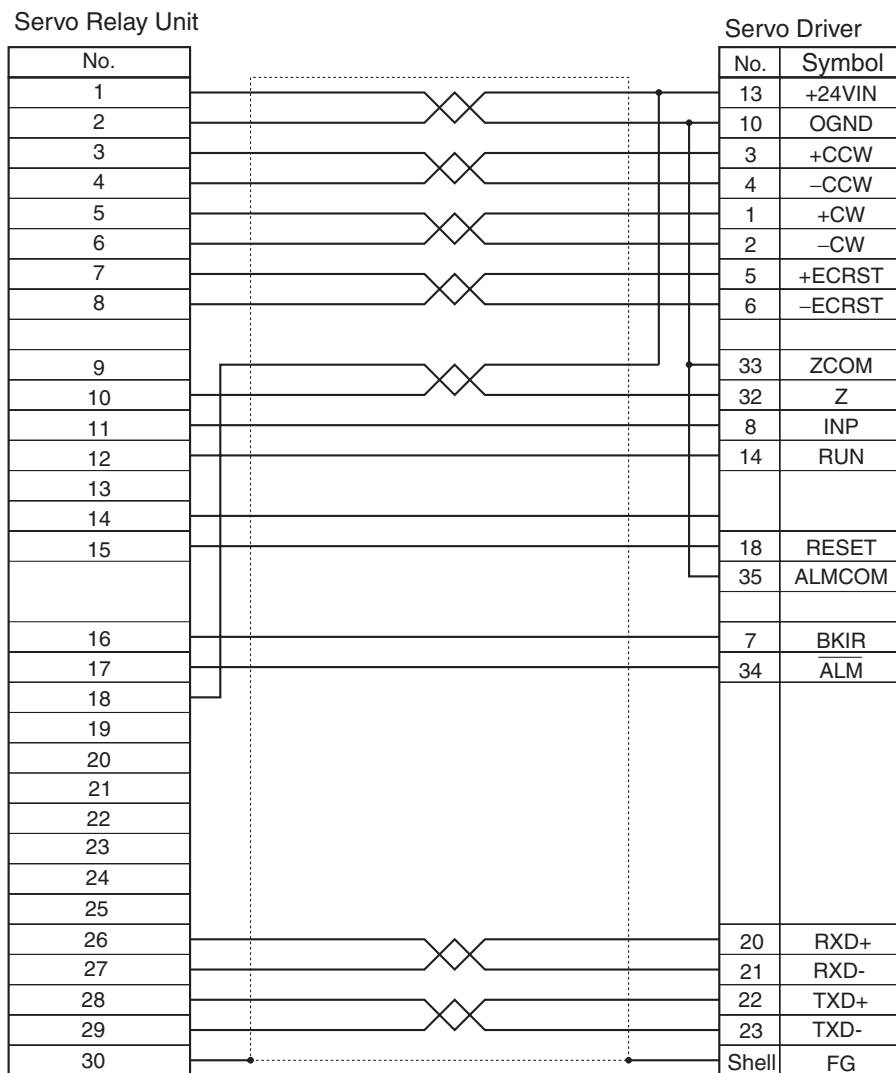 Servo Relay Unit
Servo Driver
No. No. Symbol
1 13 +24VIN
2 10 OGND
3 3 +CCW
4 4 −CCW
5 1 +CW
6 2 −CW
7 5 +ECRST
8 6 −ECRST
9 33 ZCOM
10 32 Z
11 8 INP
12 14 RUN
13
14
15 18 RESET
35 ALMCOM
16 7 BKIR
17 34 ALM
18
19
20
21
22
23
24
25
26 20 RXD+
27 21 RXD-
28 22 TXD+
29 23 TXD-
30 Shell FG